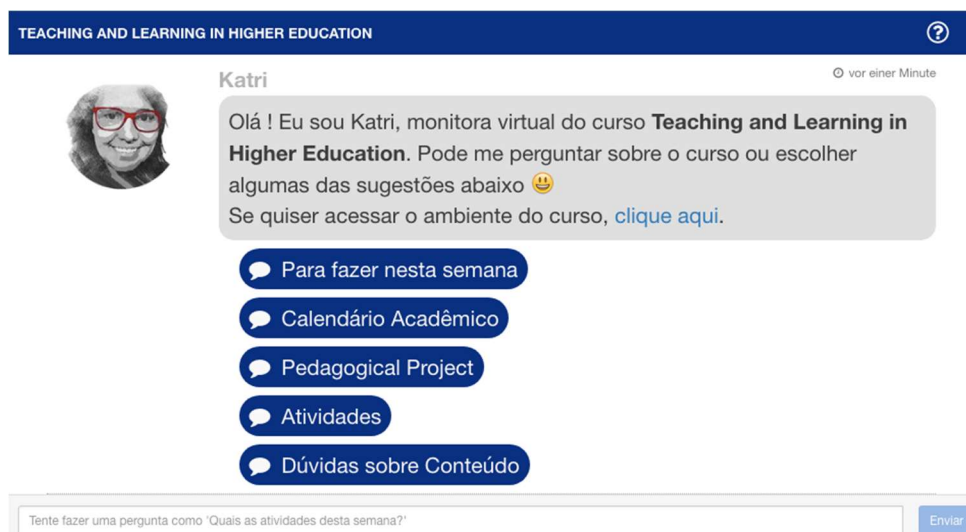 TEACHING AND LEARNING IN HIGHER EDUCATION
Katri
vor einer Minute
Olá ! Eu sou Katri, monitora virtual do curso Teaching and Learning in
Higher Education. Pode me perguntar sobre o curso ou escolher
algumas das sugestões abaixo 😃
Se quiser acessar o ambiente do curso, clique aqui.
Para fazer nesta semana
Calendário Acadêmico
Pedagogical Project
Atividades
Dúvidas sobre Conteúdo
Tente fazer uma pergunta como 'Quais as atividades desta semana?'
Enviar